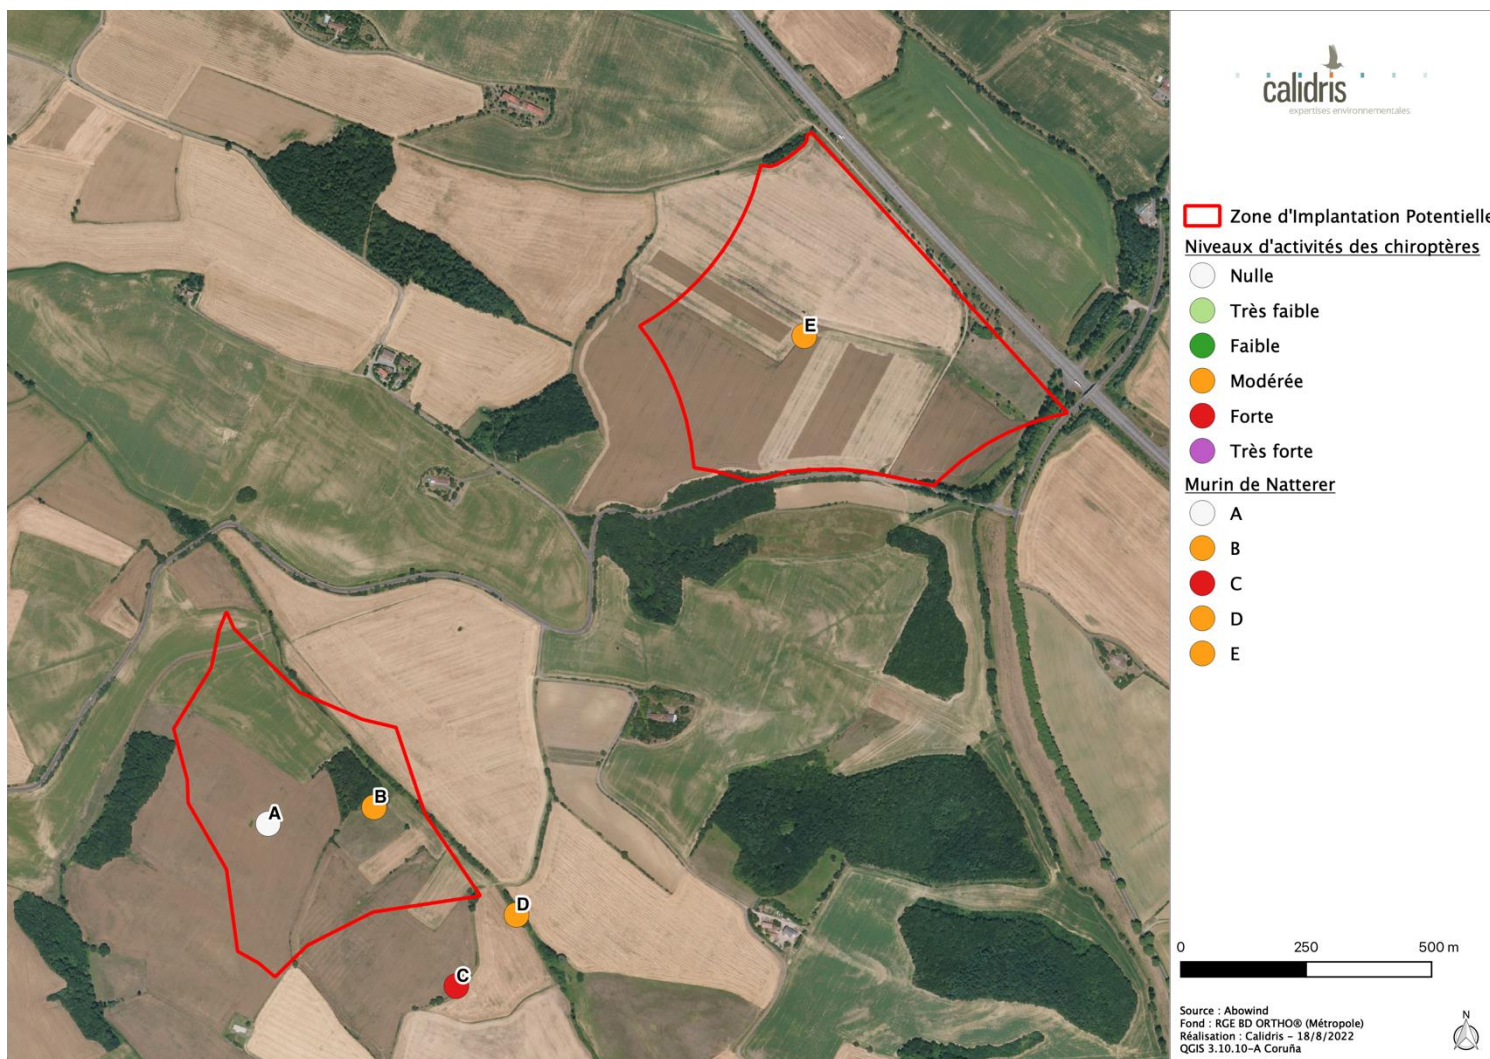 calidris
expertises environnementales
Zone d'Implantation Potentielle
Niveaux d'activités des chiroptères
Nulle
Très faible
Faible
Modérée
Forte
Très forte
Murin de Natterer
A
B
C
D
E
E
A
B
D
C
0 250 500 m
Source : Abowind
Fond : RGE BD ORTHO® (Métropole)
Réalisation : Calidris - 18/8/2022
QGIS 3.10.10-A Coruña
N